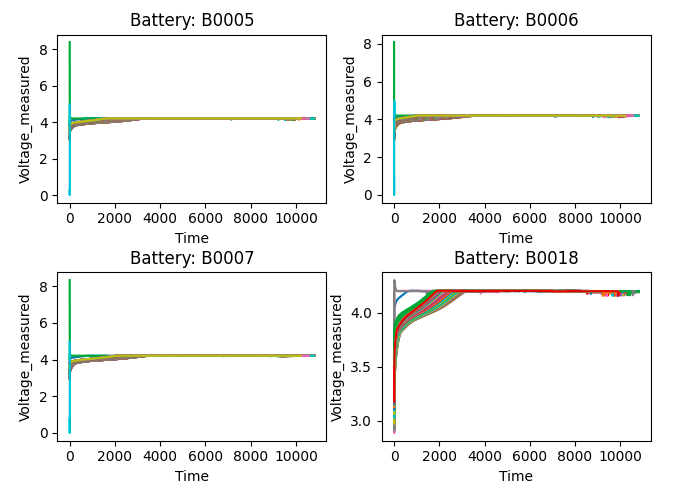 Battery: B0005
Voltage_measured
8
6
4
2
0
0 2000 4000 6000 8000 10000
Time
Battery: B0006
Voltage_measured
8
6
4
2
0
0 2000 4000 6000 8000 10000
Time
Battery: B0007
Voltage_measured
8
6
4
2
0
0 2000 4000 6000 8000 10000
Time
Battery: B0018
Voltage_measured
4.0
3.5
3.0
0 2000 4000 6000 8000 10000
Time